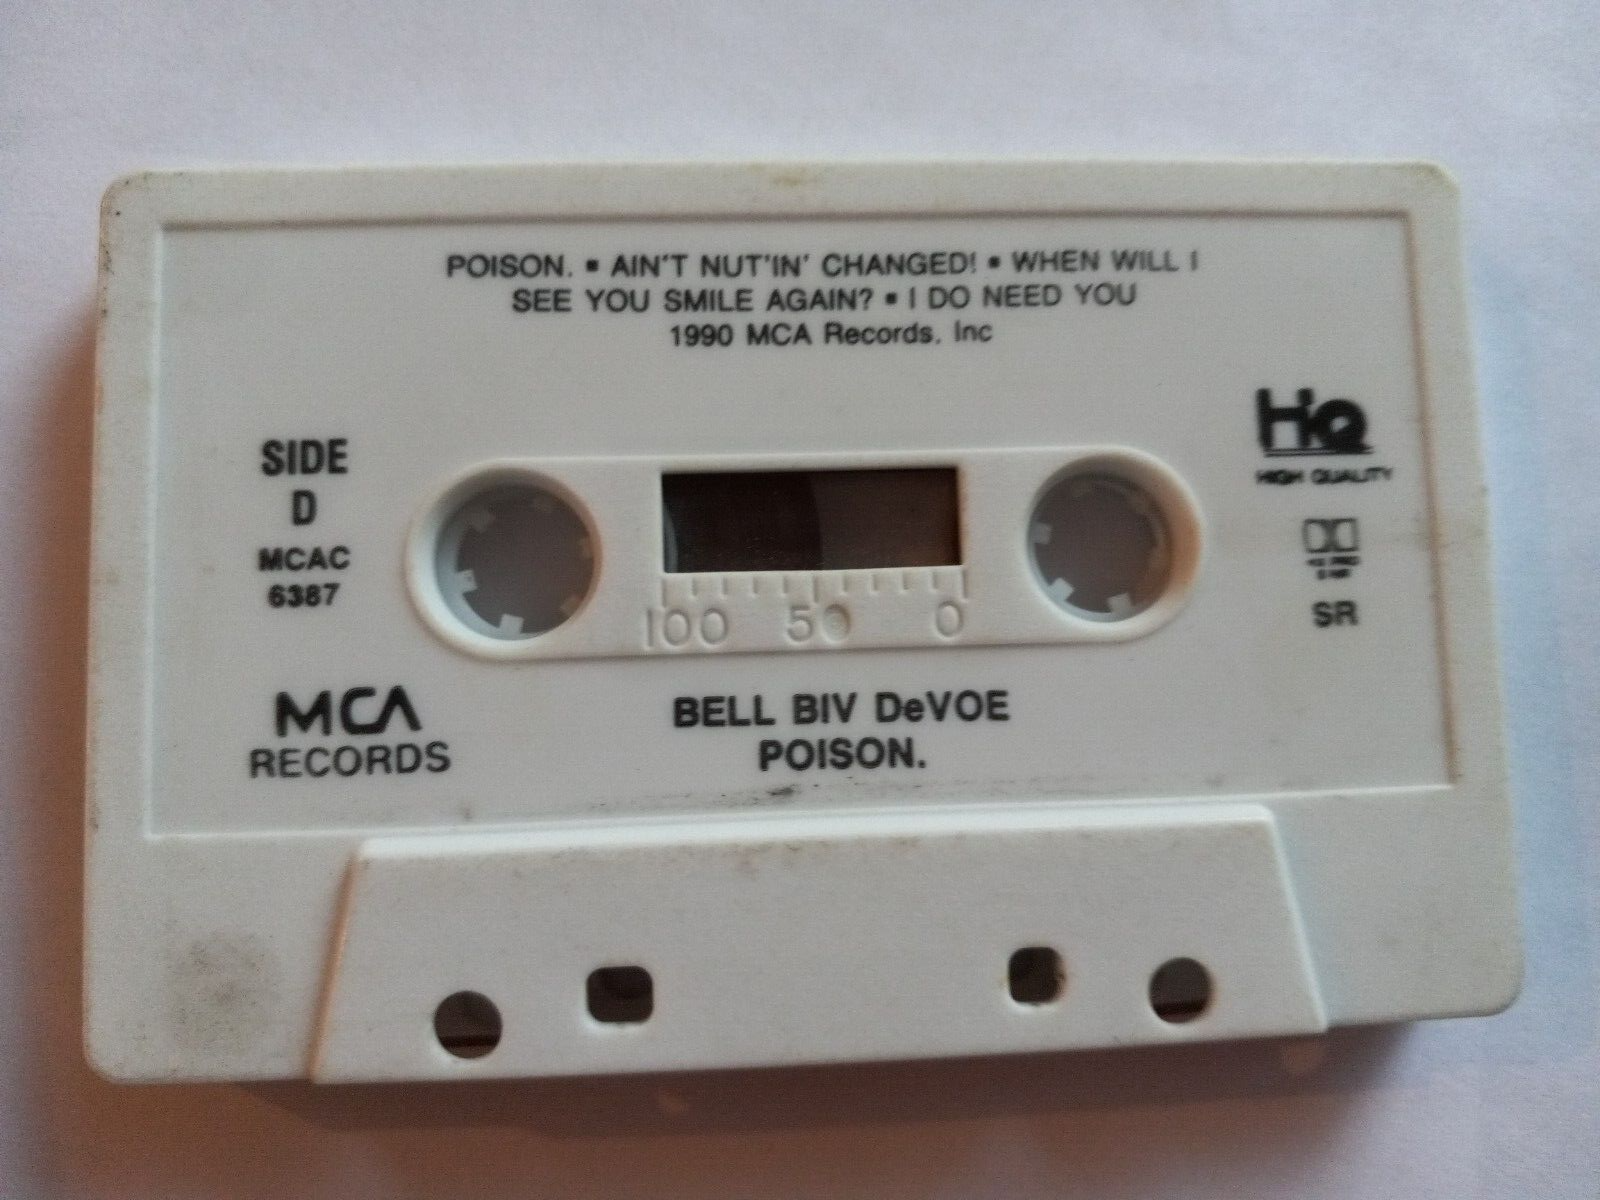 POISON. ▪ AIN'T NUT'IN' CHANGED! ▪ WHEN WILL I
SEE YOU SMILE AGAIN? ▪ I DO NEED YOU
1990 MCA Records, Inc
SIDE
D
MCAC
6387
HQ
HIGH QUALITY
SR
100 50 0
MCA
RECORDS
BELL BIV DeVOE
POISON.